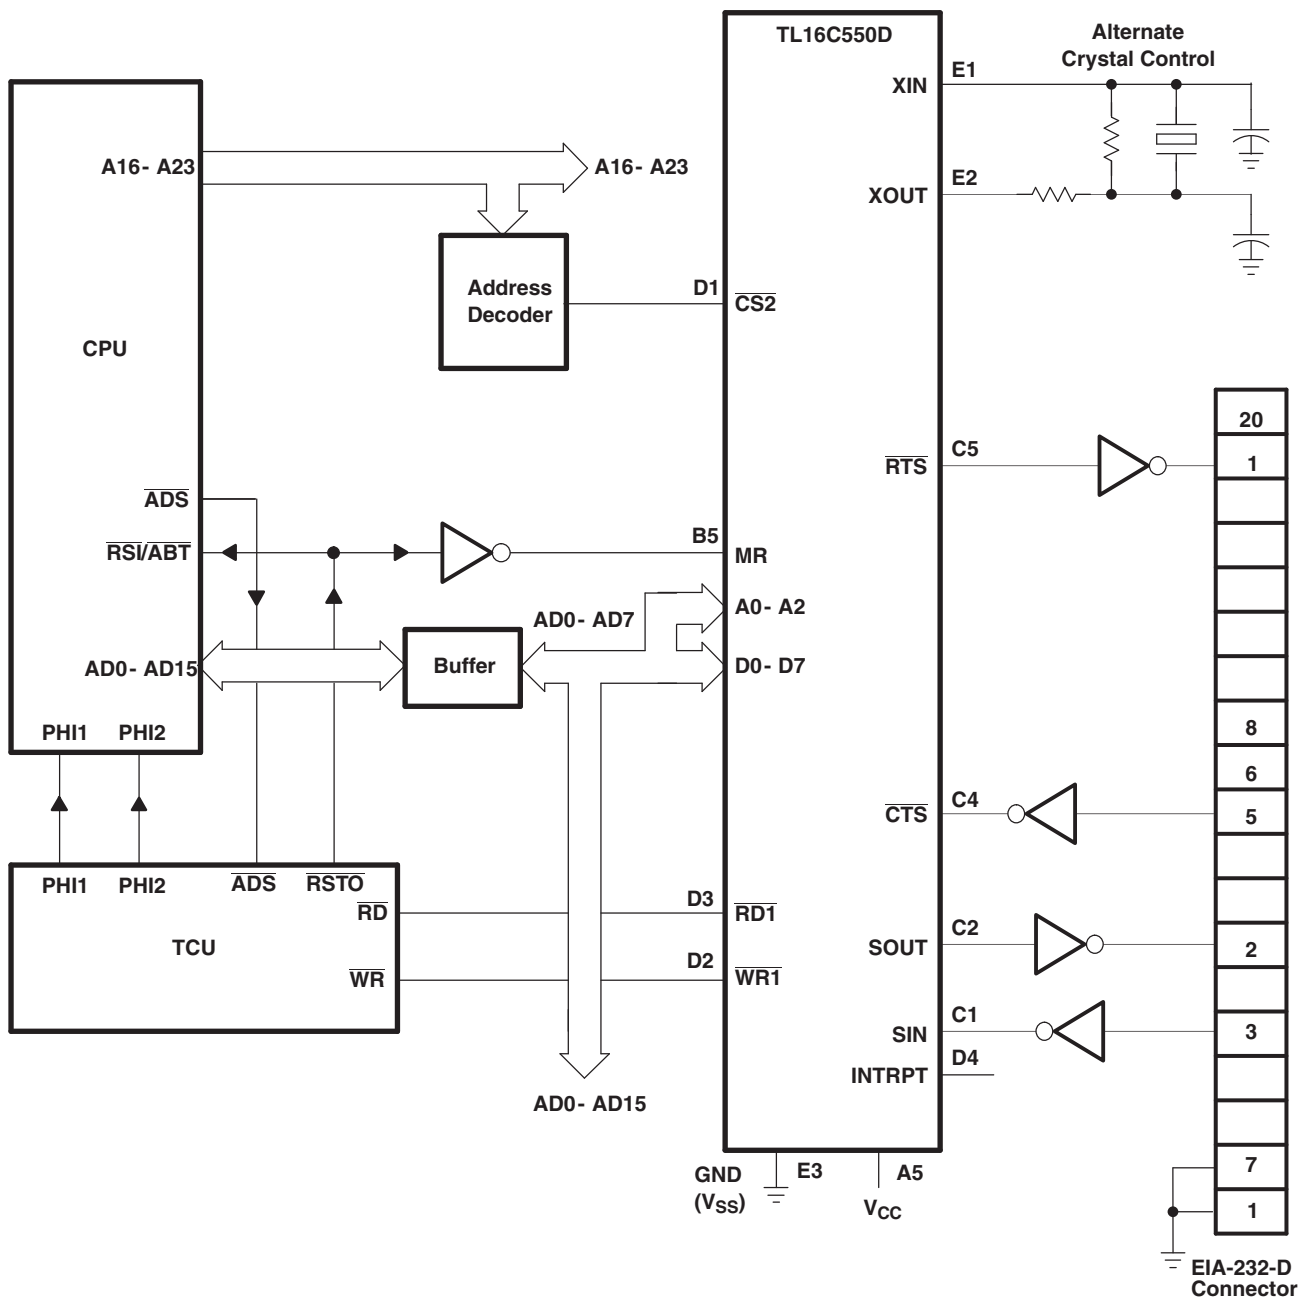 TL16C550D
Alternate
Crystal Control
XIN
E1
A16- A23
A16- A23
XOUT
E2
Address
Decoder
D1
CS2
CPU
20
RTS
C5
1
ADS
RSI/ABT
B5
MR
AD0- AD7
A0- A2
AD0- AD15
Buffer
D0- D7
PHI1
PHI2
8
6
CTS
C4
5
PHI1
PHI2
ADS
RSTO
RD
D3
RD1
TCU
SOUT
C2
2
WR
D2
WR1
SIN
C1
3
INTRPT
D4
AD0- AD15
GND
(VSS)
E3
A5
VCC
7
1
EIA-232-D
Connector